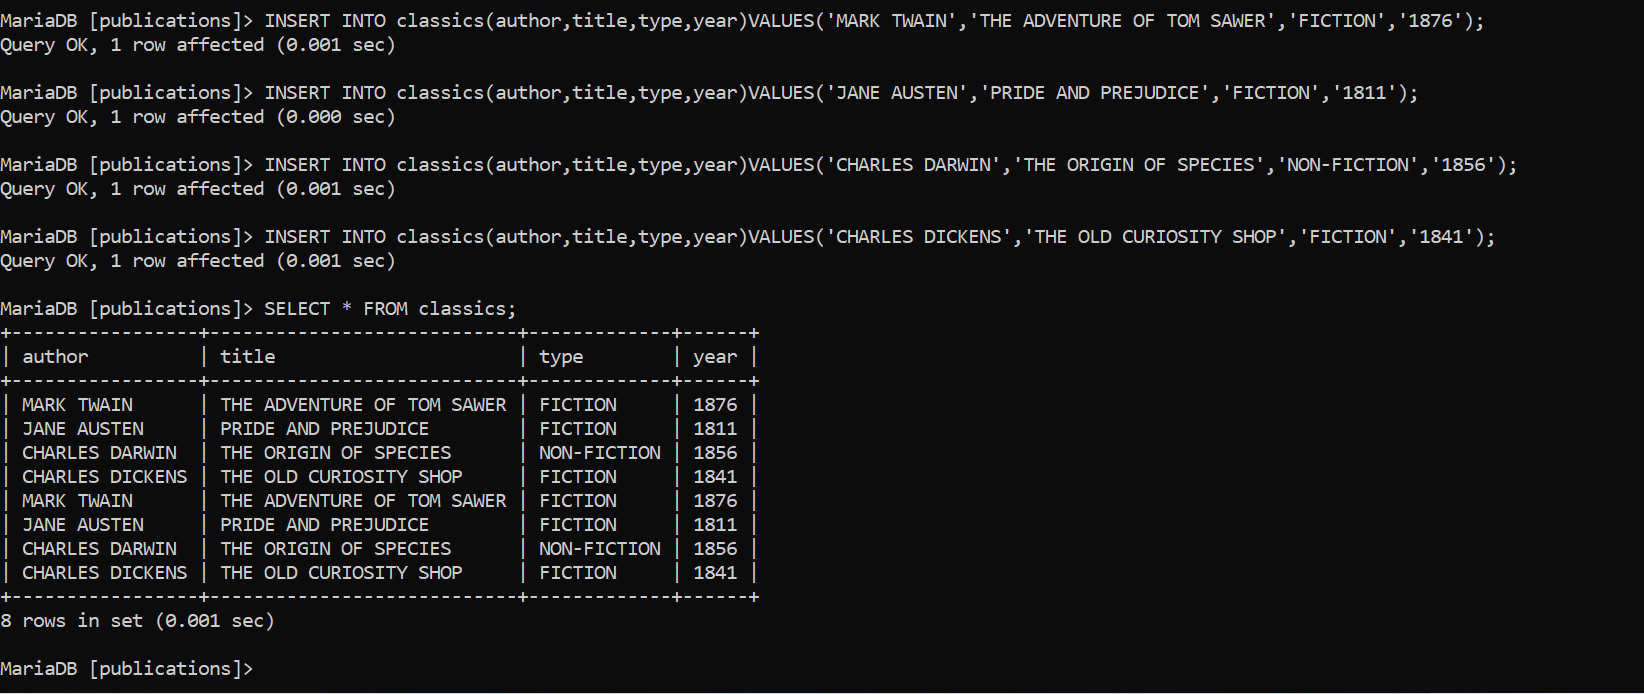 MariaDB [publications]> INSERT INTO classics(author,title,type,year)VALUES('MARK TWAIN','THE ADVENTURE OF TOM SAWER','FICTION','1876');
Query OK, 1 row affected (0.001 sec)
MariaDB [publications]> INSERT INTO classics(author,title,type,year)VALUES('JANE AUSTEN','PRIDE AND PREJUDICE','FICTION','1811');
Query OK, 1 row affected (0.000 sec)
MariaDB [publications]> INSERT INTO classics(author,title,type,year)VALUES('CHARLES DARWIN','THE ORIGIN OF SPECIES','NON-FICTION','1856');
Query OK, 1 row affected (0.001 sec)
MariaDB [publications]> INSERT INTO classics(author,title,type,year)VALUES('CHARLES DICKENS','THE OLD CURIOSITY SHOP','FICTION','1841');
Query OK, 1 row affected (0.001 sec)
MariaDB [publications]> SELECT * FROM classics;
+-----------------+----------------------------+-------------+------+
| author          | title                      | type        | year |
+-----------------+----------------------------+-------------+------+
| MARK TWAIN      | THE ADVENTURE OF TOM SAWER | FICTION     | 1876 |
| JANE AUSTEN     | PRIDE AND PREJUDICE        | FICTION     | 1811 |
| CHARLES DARWIN  | THE ORIGIN OF SPECIES      | NON-FICTION | 1856 |
| CHARLES DICKENS | THE OLD CURIOSITY SHOP     | FICTION     | 1841 |
| MARK TWAIN      | THE ADVENTURE OF TOM SAWER | FICTION     | 1876 |
| JANE AUSTEN     | PRIDE AND PREJUDICE        | FICTION     | 1811 |
| CHARLES DARWIN  | THE ORIGIN OF SPECIES      | NON-FICTION | 1856 |
| CHARLES DICKENS | THE OLD CURIOSITY SHOP     | FICTION     | 1841 |
+-----------------+----------------------------+-------------+------+
8 rows in set (0.001 sec)
MariaDB [publications]>